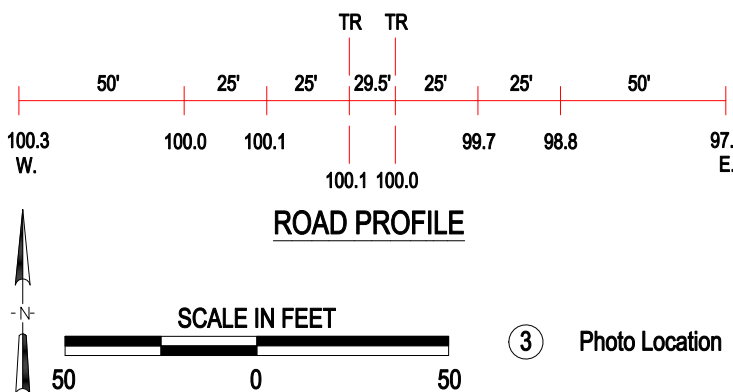 TR TR
50' 25' 25' 29.5' 25' 25' 50'
100.3 100.0 100.1 99.7 98.8 97.
W. E.
100.1 100.0
ROAD PROFILE
-N-
SCALE IN FEET
3 Photo Location
50 0 50